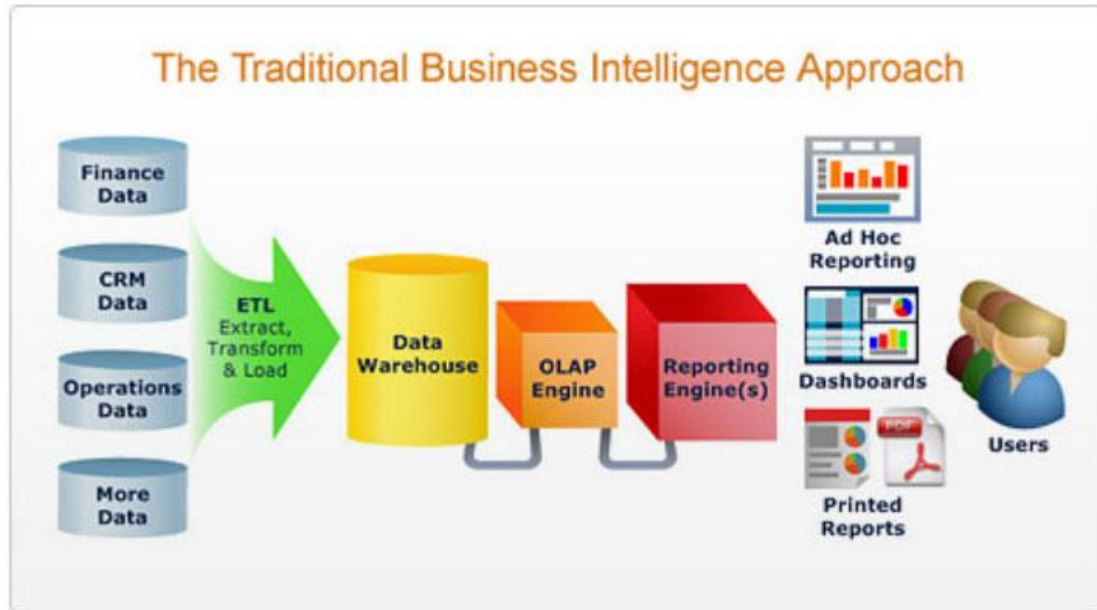 The Traditional Business Intelligence Approach
Finance
Data
CRM
Data
Operations
Data
More
Data
ETL
Extract,
Transform
& Load
Data
Warehouse
OLAP
Engine
Reporting
Engine(s)
Ad Hoc
Reporting
Dashboards
PDF
Printed
Reports
Users